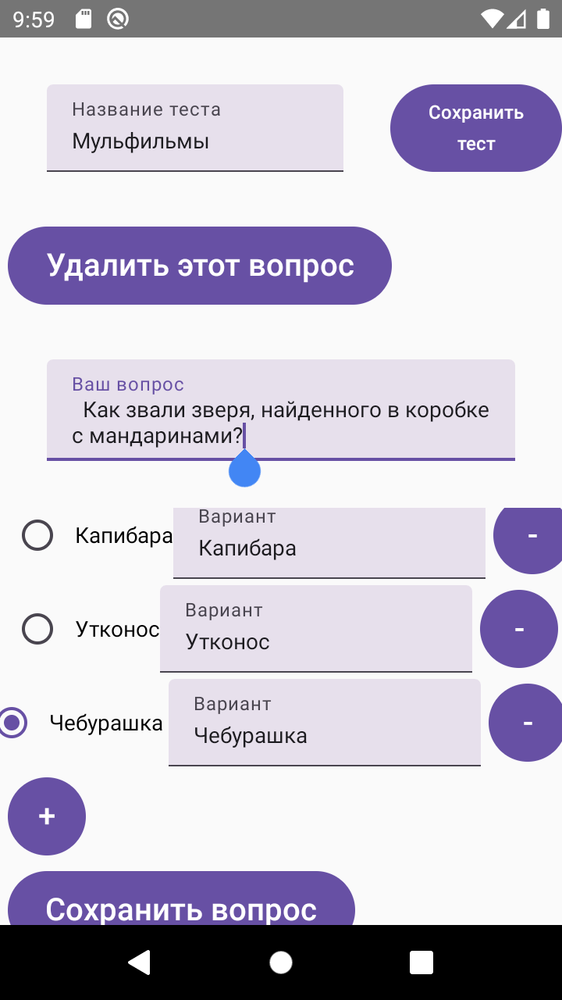 9:59
Название теста
Мульфильмы
Сохранить
тест
Удалить этот вопрос
Ваш вопрос
Как звали зверя, найденного в коробке
с мандаринами?
Капибара
Вариант
Капибара
-
Утконос
Вариант
Утконос
-
Чебурашка
Вариант
Чебурашка
-
+
Сохранить вопрос